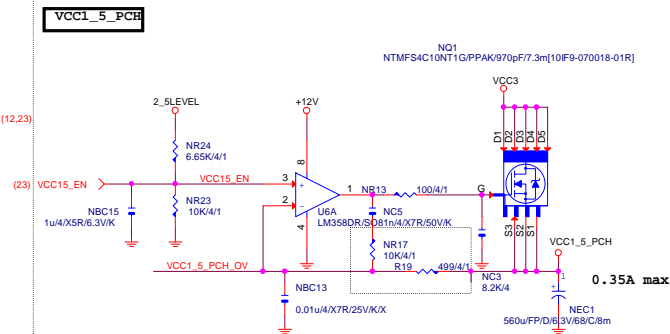 VCC1_5_PCH
NQ1
NTMFS4C10NT1G/PPAK/970pF/7.3m[10IF9-070018-01R]
VCC3
2_5LEVEL
+12V
(12,23)
D1
D2
D3
D4
D5
NR24
6.65K/4/1
8
(23)
VCC15_EN
VCC15_EN
3
+
1
NR13
100/4/1
G
2
−
NBC15
1u/4/X5R/6.3V/K
NR23
10K/4/1
U6A
LM358DR/SO8
4
NC5
1n/4/X7R/50V/K
S3
S2
S1
NR17
10K/4/1
VCC1_5_PCH
VCC1_5_PCH_OV
R19
499/4/1
NC3
8.2K/4
NBC13
0.01u/4/X7R/25V/K/X
1
+
0.35A max
NEC1
560u/FP/D/6.3V/68/C/8m